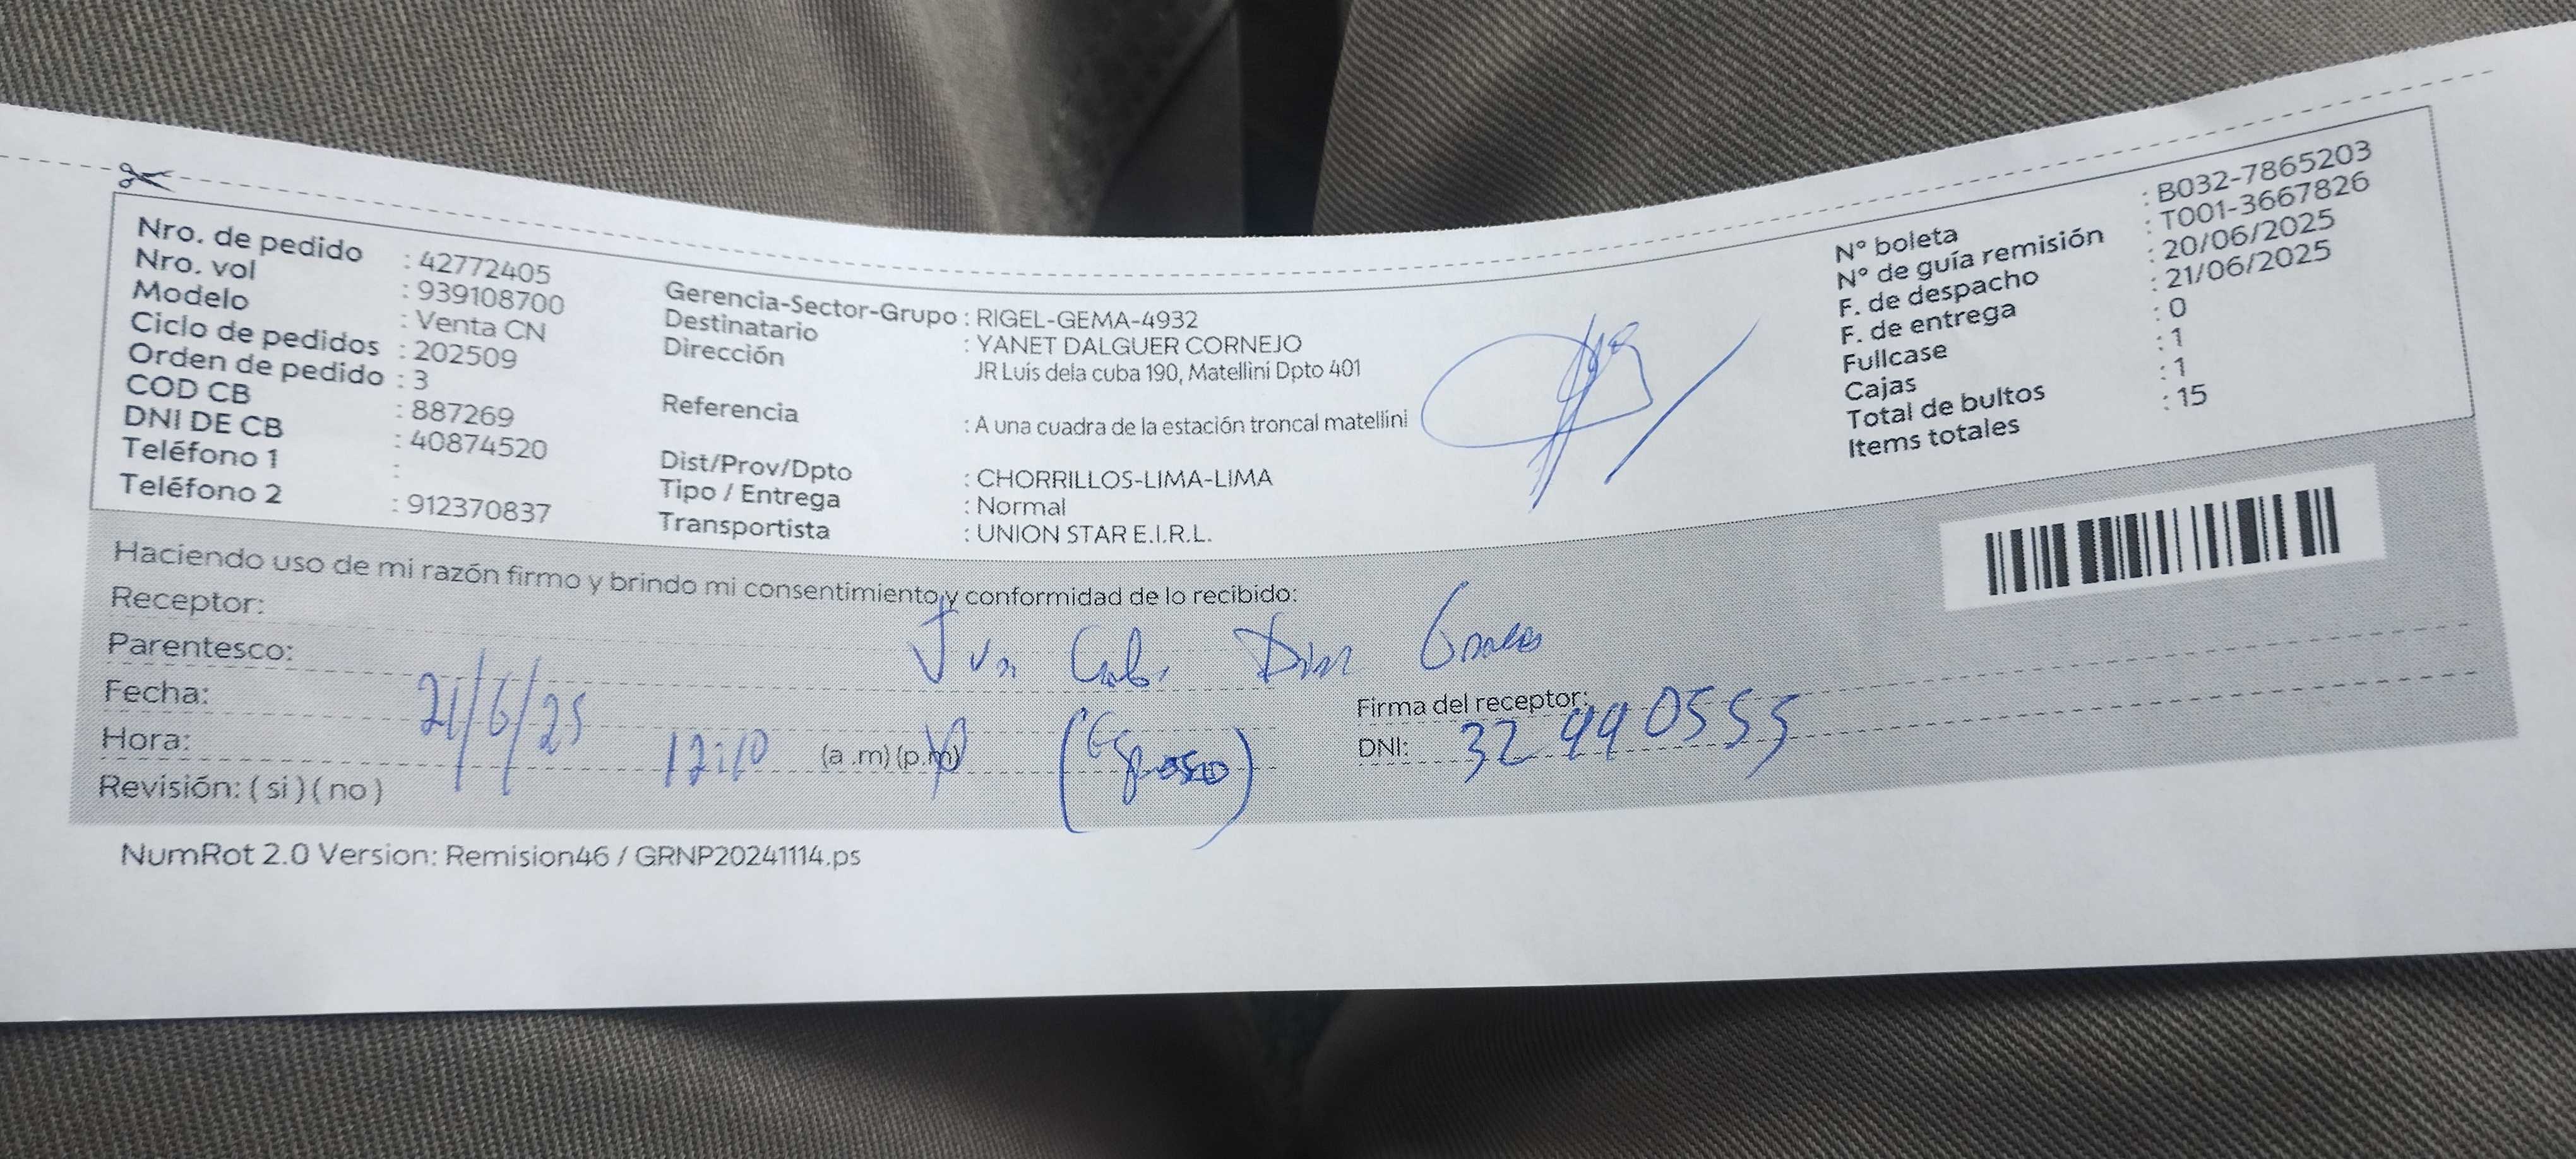 Nro. de pedido : 42772405
Nro. vol : 939108700
Modelo : Venta CN
Ciclo de pedidos : 202509
Orden de pedido : 3
COD CB : 887269
DNI DE CB : 40874520
Teléfono 1 :
Teléfono 2 : 912370837
Gerencia-Sector-Grupo : RIGEL-GEMA-4932
Destinatario : YANET DALGUER CORNEJO
Dirección JR Luis dela cuba 190, Matellini Dpto 401
Referencia : A una cuadra de la estación troncal matellini
Dist/Prov/Dpto : CHORRILLOS-LIMA-LIMA
Tipo / Entrega : Normal
Transportista : UNION STAR E.I.R.L.
N° boleta : B032-7865203
N° de guía remisión : T001-3667826
F. de despacho : 20/06/2025
F. de entrega : 21/06/2025
Fullcase : 0
Cajas : 1
Total de bultos : 1
Items totales : 15
Haciendo uso de mi razón firmo y brindo mi consentimiento y conformidad de lo recibido:
Receptor:
Parentesco: (Esposo)
Fecha: 21/6/25
Hora: 12:10 (a .m) (p.m)
Revisión: ( si ) ( no )
Firma del receptor:
DNI: 32990555
NumRot 2.0 Version: Remision46 / GRNP20241114.ps